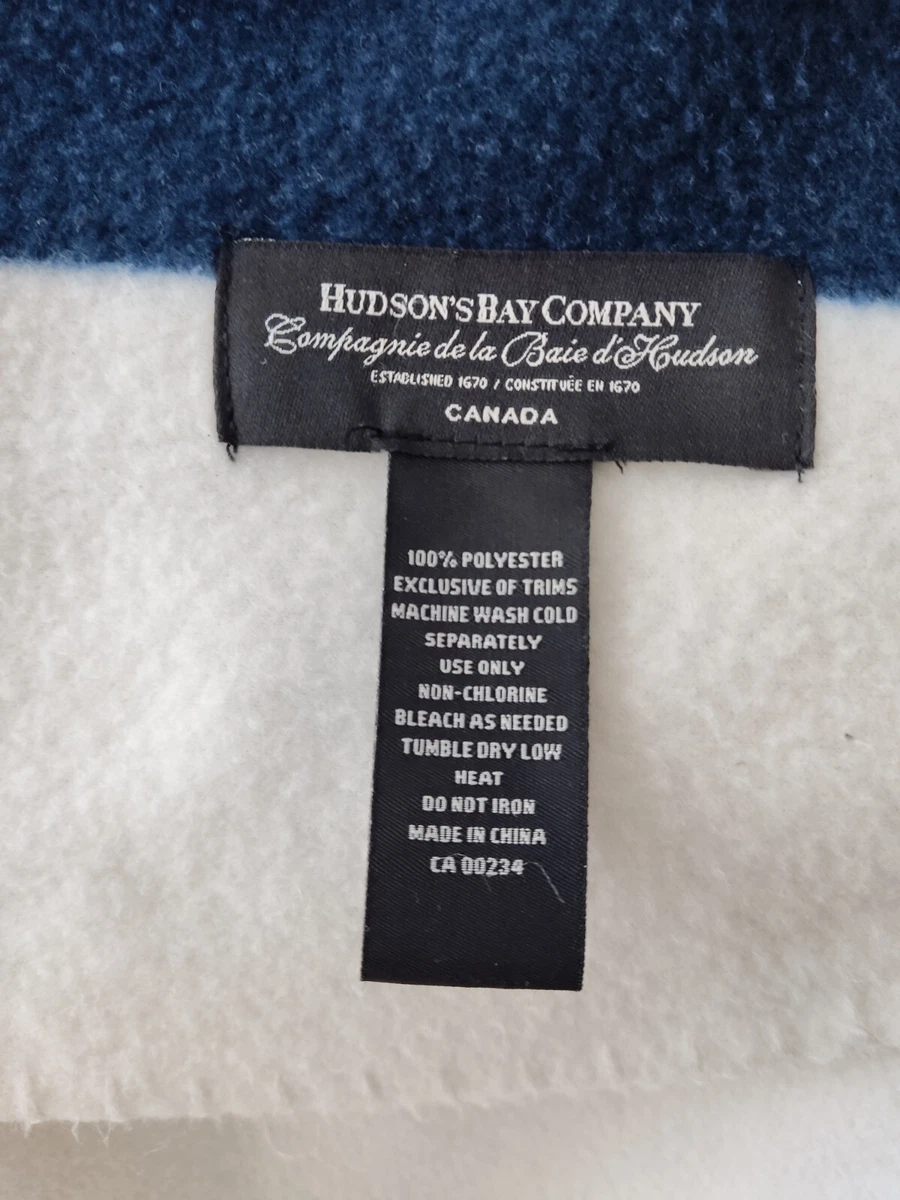 HUDSON'S BAY COMPANY
Compagnie de la Baie d'Hudson
ESTABLISHED 1670 / CONSTITUÉE EN 1670
CANADA
100% POLYESTER
EXCLUSIVE OF TRIMS
MACHINE WASH COLD
SEPARATELY
USE ONLY
NON-CHLORINE
BLEACH AS NEEDED
TUMBLE DRY LOW
HEAT
DO NOT IRON
MADE IN CHINA
CA 00234